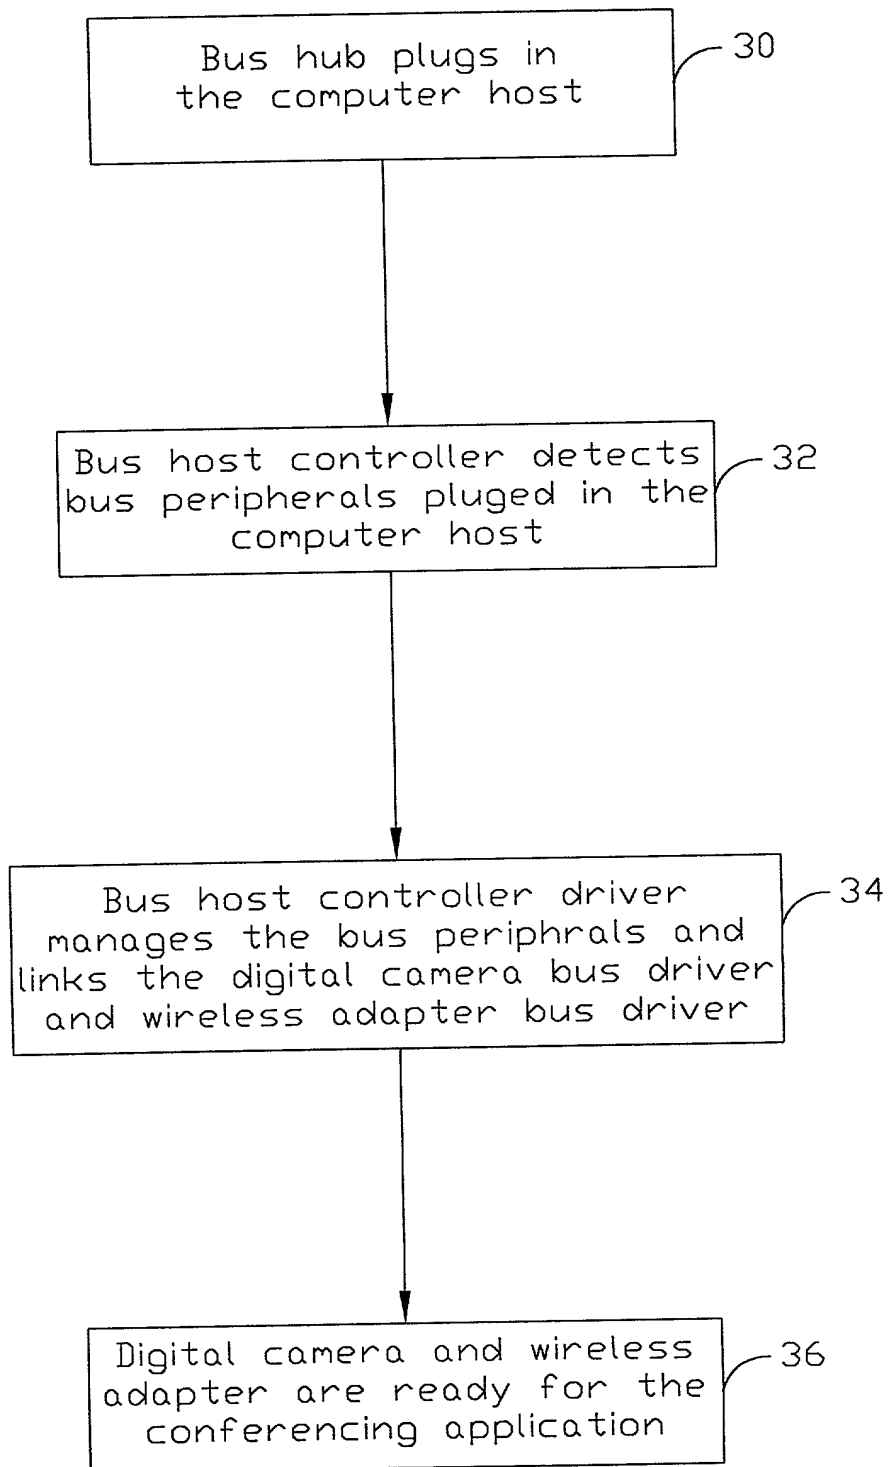 Bus hub plugs in
the computer host
30
Bus host controller detects
bus peripherals pluged in the
computer host
32
Bus host controller driver
manages the bus periphrals and
links the digital camera bus driver
and wireless adapter bus driver
34
Digital camera and wireless
adapter are ready for the
conferencing application
36